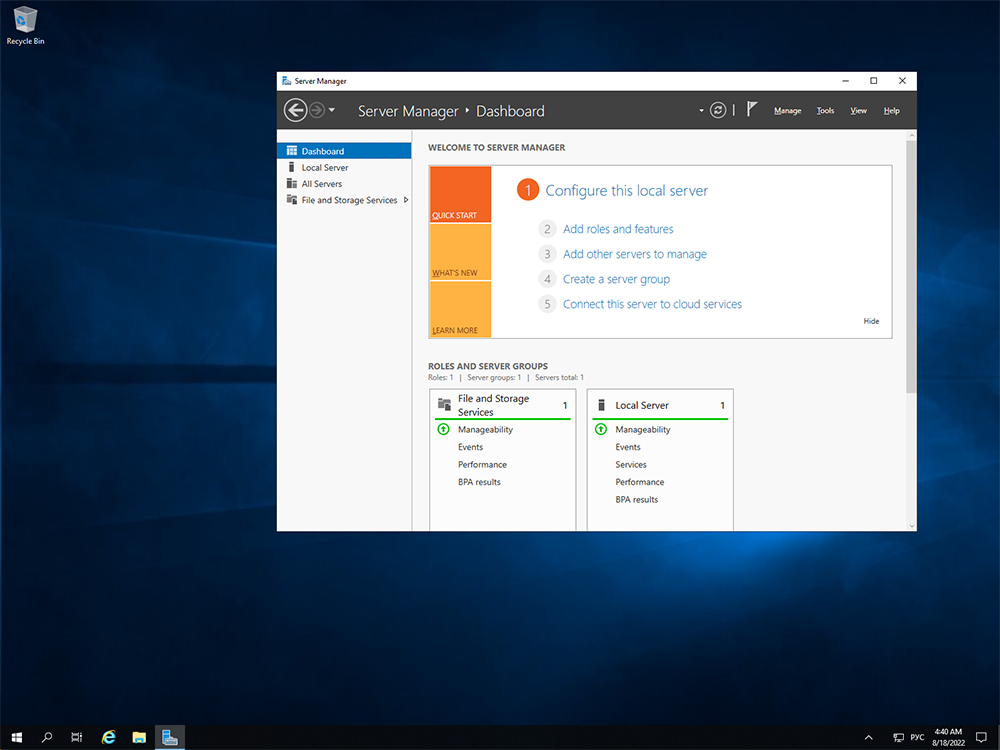 Recycle Bin
Server Manager
Server Manager Dashboard
Manage Tools View Help
Dashboard
Local Server
All Servers
File and Storage Services
WELCOME TO SERVER MANAGER
QUICK START
WHAT'S NEW
LEARN MORE
1 Configure this local server
2 Add roles and features
3 Add other servers to manage
4 Create a server group
5 Connect this server to cloud services
Hide
ROLES AND SERVER GROUPS
Roles: 1 | Server groups: 1 | Servers total: 1
File and Storage
Services 1
Manageability
Events
Performance
BPA results
Local Server 1
Manageability
Events
Services
Performance
BPA results
РУС
4:40 AM
8/18/2022